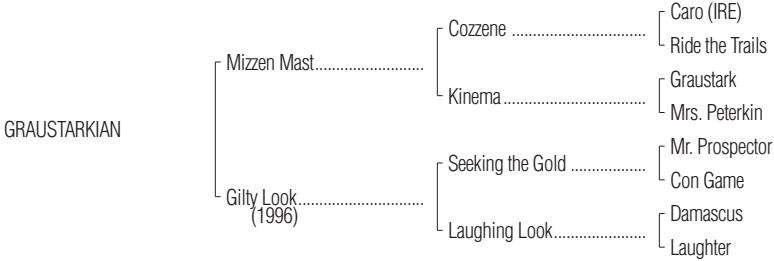 Caro (IRE)
Cozzene ................................
Ride the Trails
Mizzen Mast..........................
Graustark
Kinema..................................
Mrs. Peterkin
GRAUSTARKIAN
Mr. Prospector
Seeking the Gold ..................
Con Game
Gilty Look..............................
(1996)
Damascus
Laughing Look......................
Laughter